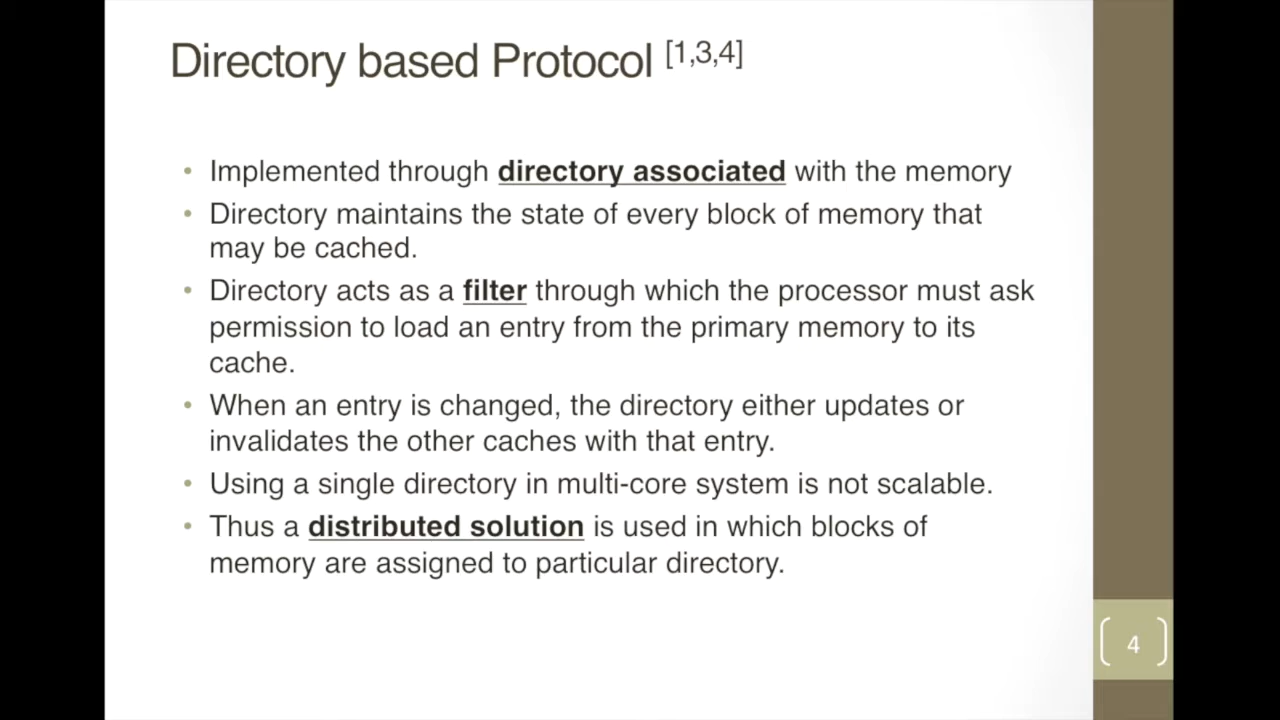 Directory based Protocol [1,3,4]
• Implemented through directory associated with the memory
• Directory maintains the state of every block of memory that
may be cached.
• Directory acts as a filter through which the processor must ask
permission to load an entry from the primary memory to its
cache.
• When an entry is changed, the directory either updates or
invalidates the other caches with that entry.
• Using a single directory in multi-core system is not scalable.
• Thus a distributed solution is used in which blocks of
memory are assigned to particular directory.
4